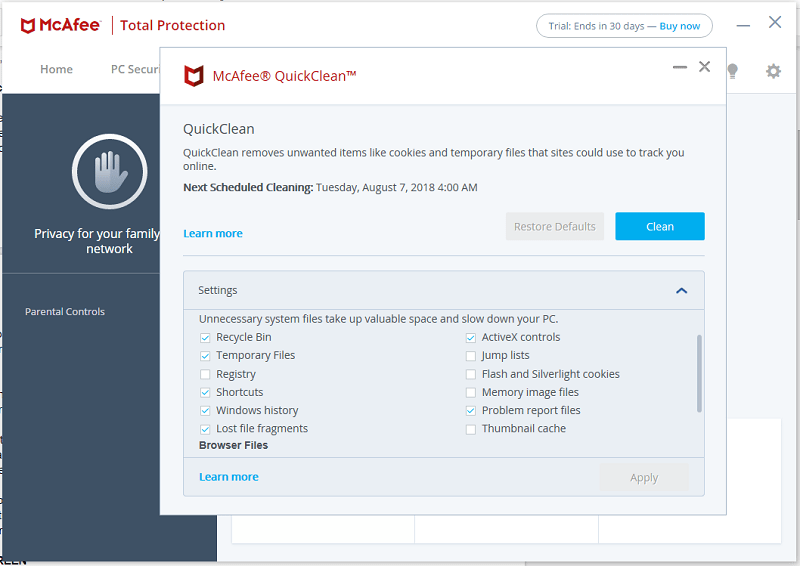 McAfee | Total Protection
Trial: Ends in 30 days — Buy now
Home PC Secur
McAfee® QuickClean™
QuickClean
QuickClean removes unwanted items like cookies and temporary files that sites could use to track you
online.
Next Scheduled Cleaning: Tuesday, August 7, 2018 4:00 AM
Learn more
Restore Defaults
Clean
Privacy for your family
network
Parental Controls
Settings
Unnecessary system files take up valuable space and slow down your PC.
Recycle Bin
Temporary Files
Registry
Shortcuts
Windows history
Lost file fragments
ActiveX controls
Jump lists
Flash and Silverlight cookies
Memory image files
Problem report files
Thumbnail cache
Browser Files
Learn more
Apply